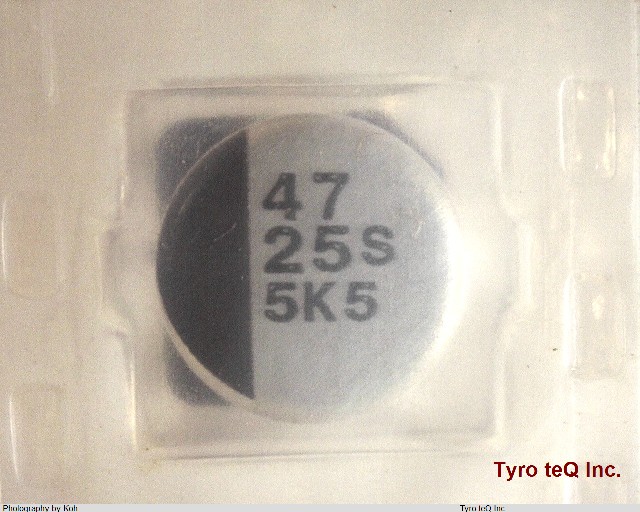 47
25S
5K5
Tyro teQ Inc.
Photography by Koh
Tyro teQ Inc